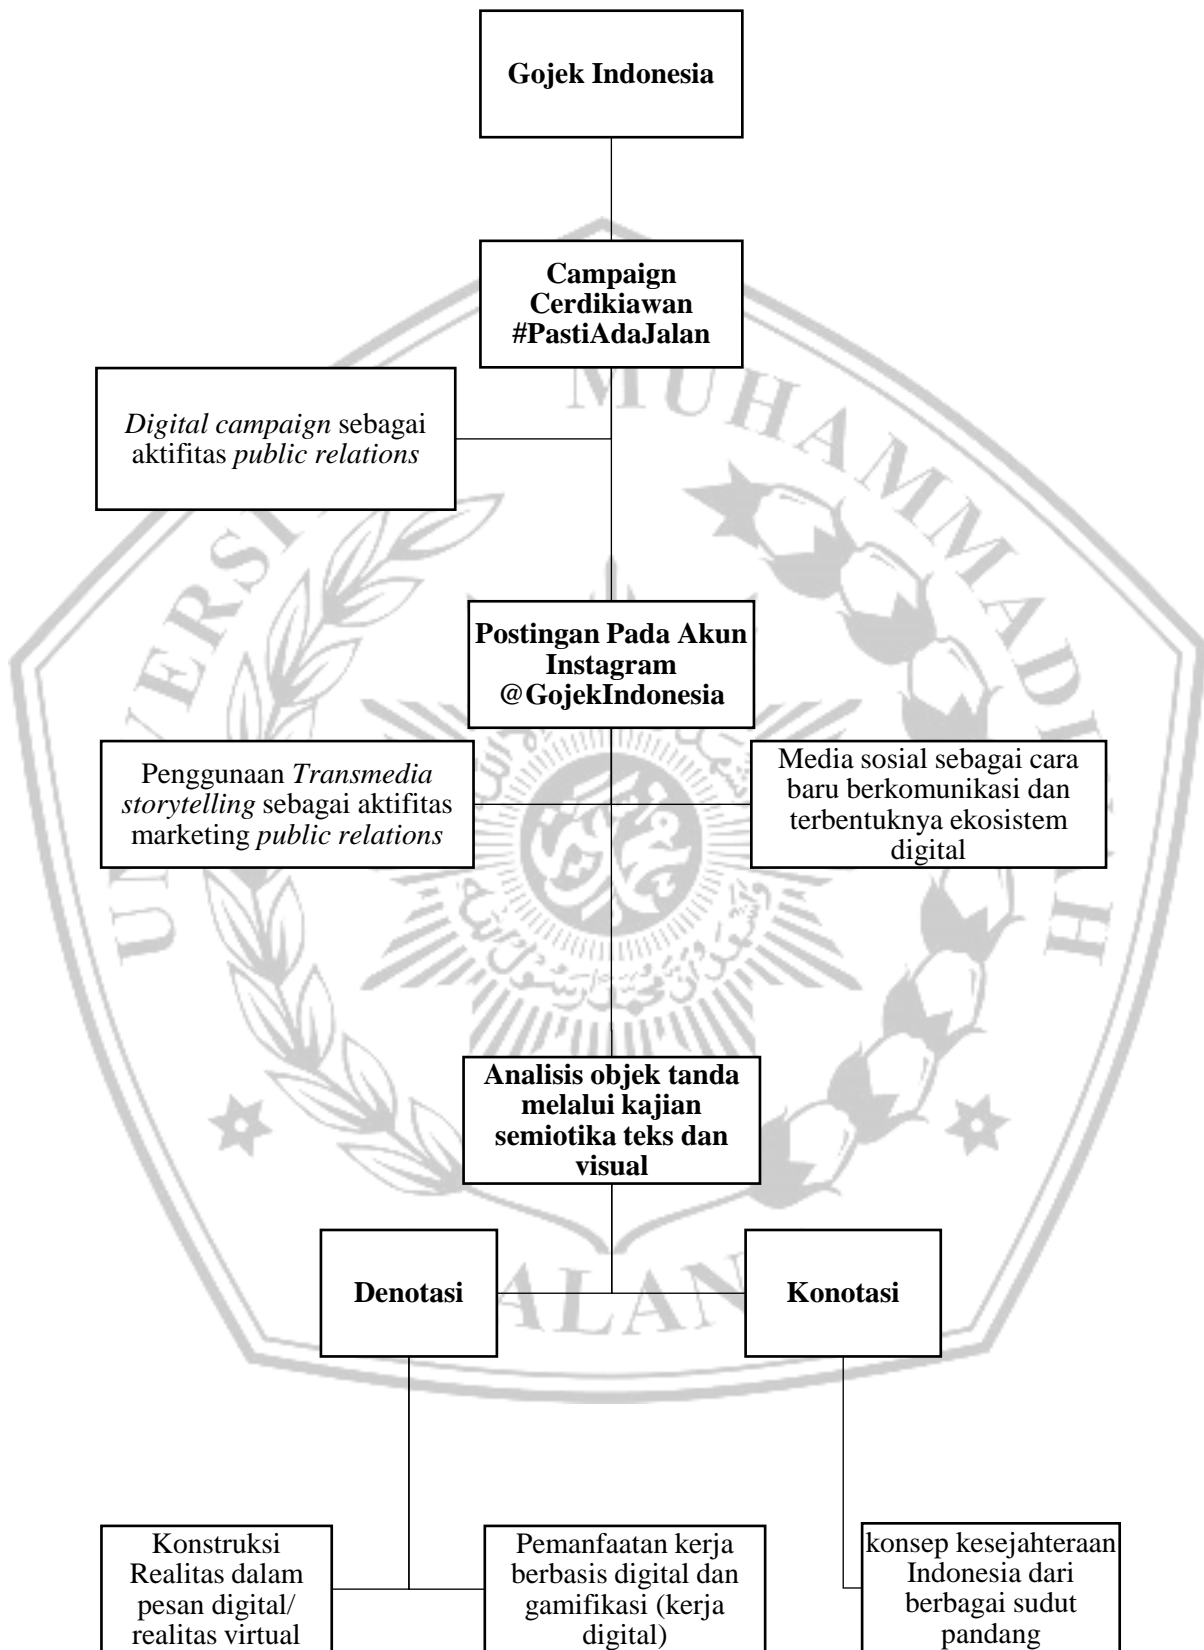 Gojek Indonesia
Campaign
Cerdikiawan
#PastiAdaJalan
Digital campaign sebagai
aktifitas public relations
Postingan Pada Akun
Instagram
@GojekIndonesia
Penggunaan Transmedia
storytelling sebagai aktifitas
marketing public relations
Media sosial sebagai cara
baru berkomunikasi dan
terbentuknya ekosistem
digital
Analisis objek tanda
melalui kajian
semiotika teks dan
visual
Denotasi
Konotasi
Konstruksi
Realitas dalam
pesan digital/
realitas virtual
Pemanfaatan kerja
berbasis digital dan
gamifikasi (kerja
digital)
konsep kesejahteraan
Indonesia dari
berbagai sudut
pandang
MUHAMMADIYAH